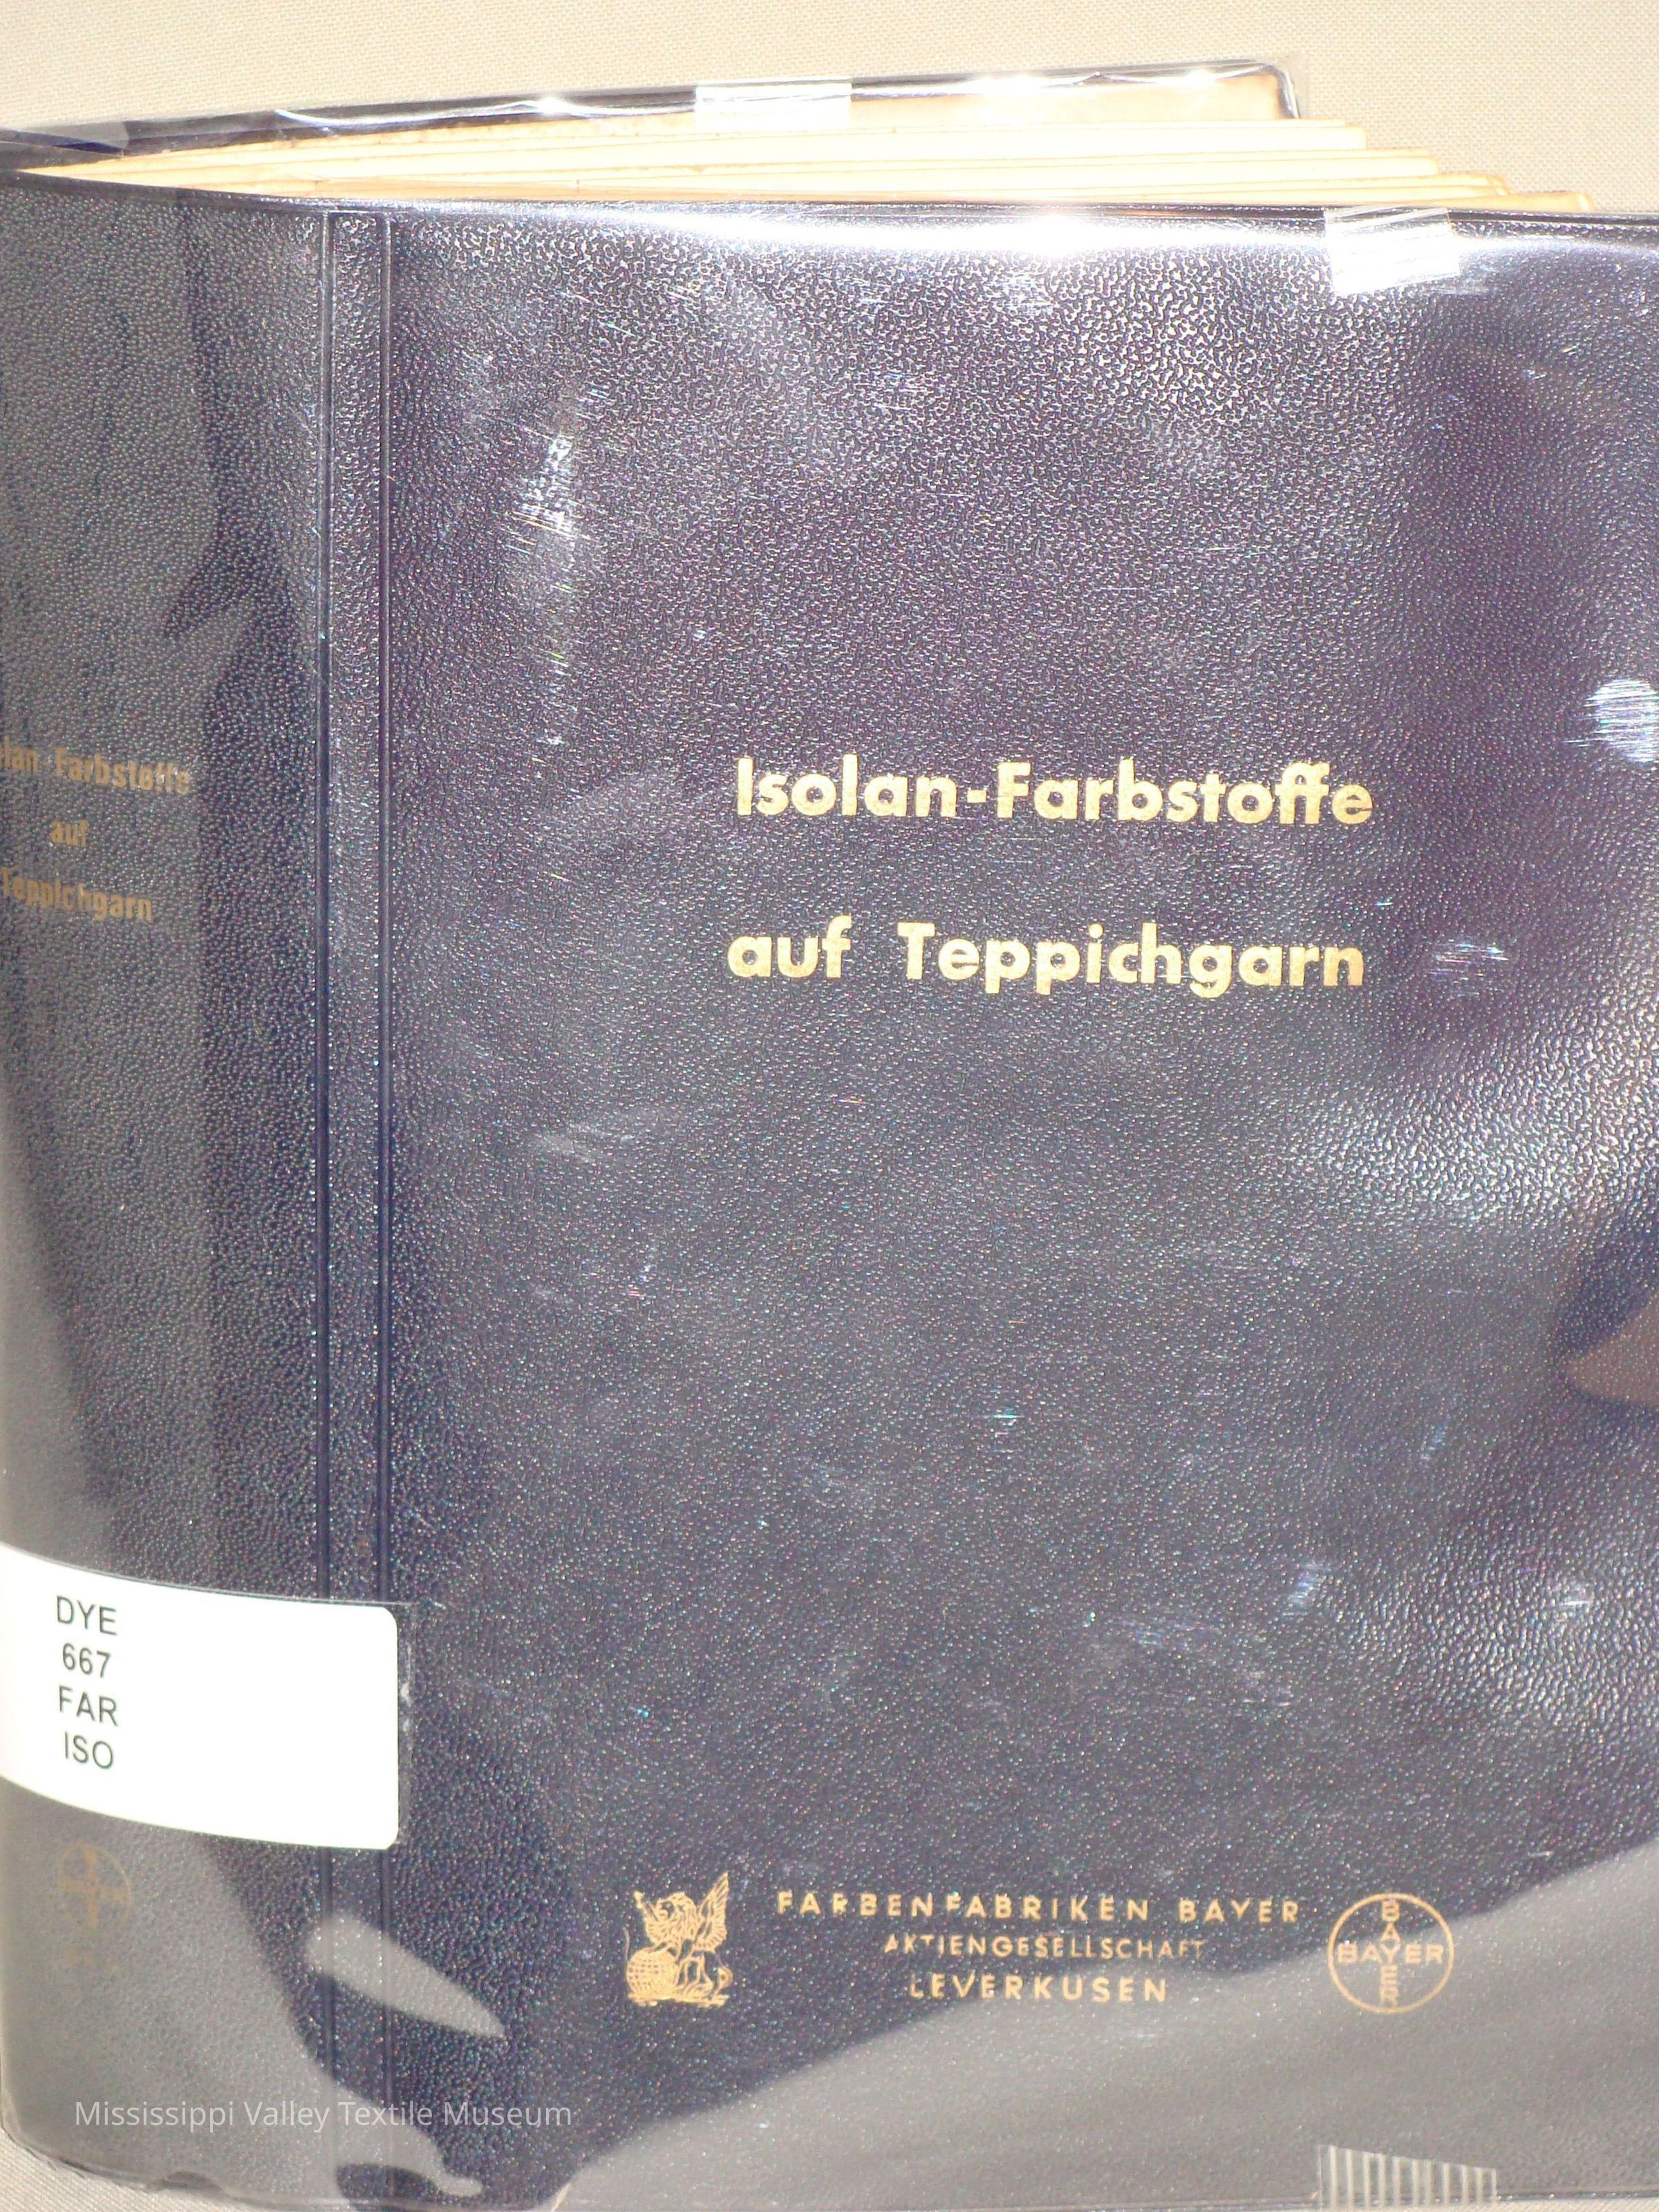 Isolan-Farbstoffe
auf Teppichgarn
Farbstoffe
auf
Teppichgarn
DYE
667
FAR
ISO
FARBENFABRIKEN BAYER
AKTIENGESELLSCHAFT
LEVERKUSEN
BAYER
BAYER
Mississippi Valley Textile Museum